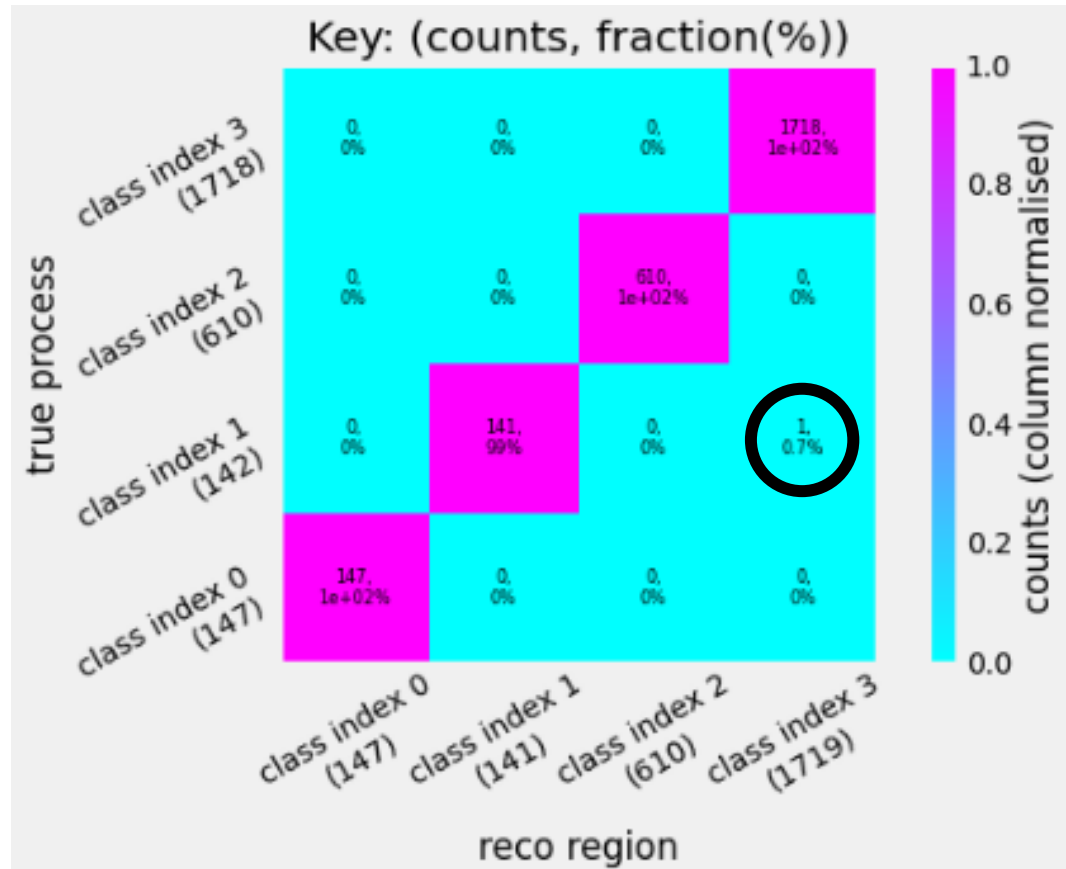 Key: (counts, fraction(%))
true process
class index 3
(1718)
0,
0%
0,
0%
0,
0%
1718,
1e+02%
class index 2
(610)
0,
0%
0,
0%
610,
1e+02%
0,
0%
class index 1
(142)
0,
0%
141,
99%
0,
0%
1,
0.7%
class index 0
(147)
147,
1e+02%
0,
0%
0,
0%
0,
0%
class index 0
(147)
class index 1
(141)
class index 2
(610)
class index 3
(1719)
reco region
1.0
0.8
0.6
0.4
0.2
0.0
counts (column normalised)